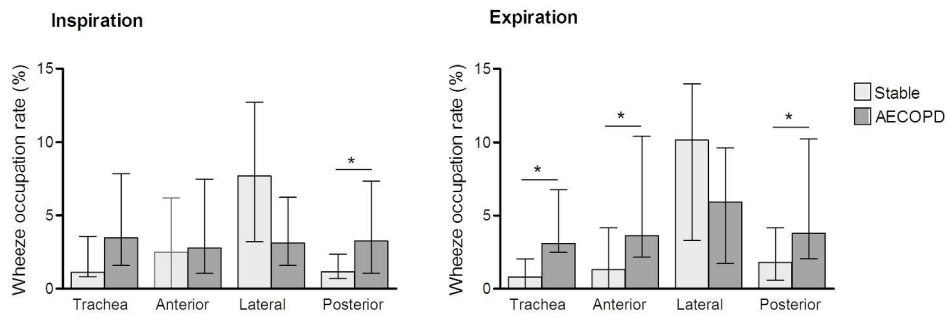 Inspiration
Wheeze occupation rate (%)
15
10
5
0
*
Trachea Anterior Lateral Posterior
Expiration
Wheeze occupation rate (%)
15
10
5
0
*
*
*
Trachea Anterior Lateral Posterior
Stable
AECOPD